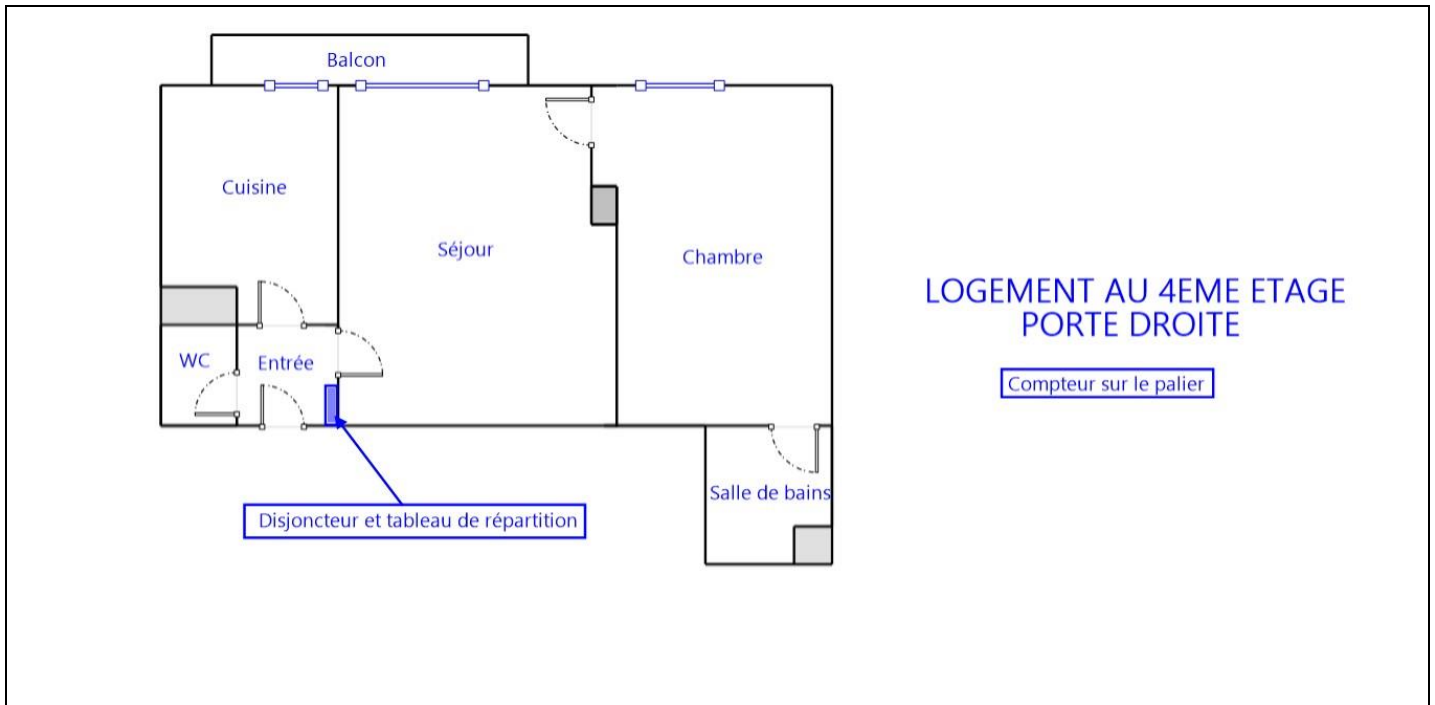 Balcon
Cuisine
Séjour
Chambre
LOGEMENT AU 4EME ETAGE
PORTE DROITE
WC
Entrée
Compteur sur le palier
Salle de bains
Disjoncteur et tableau de répartition